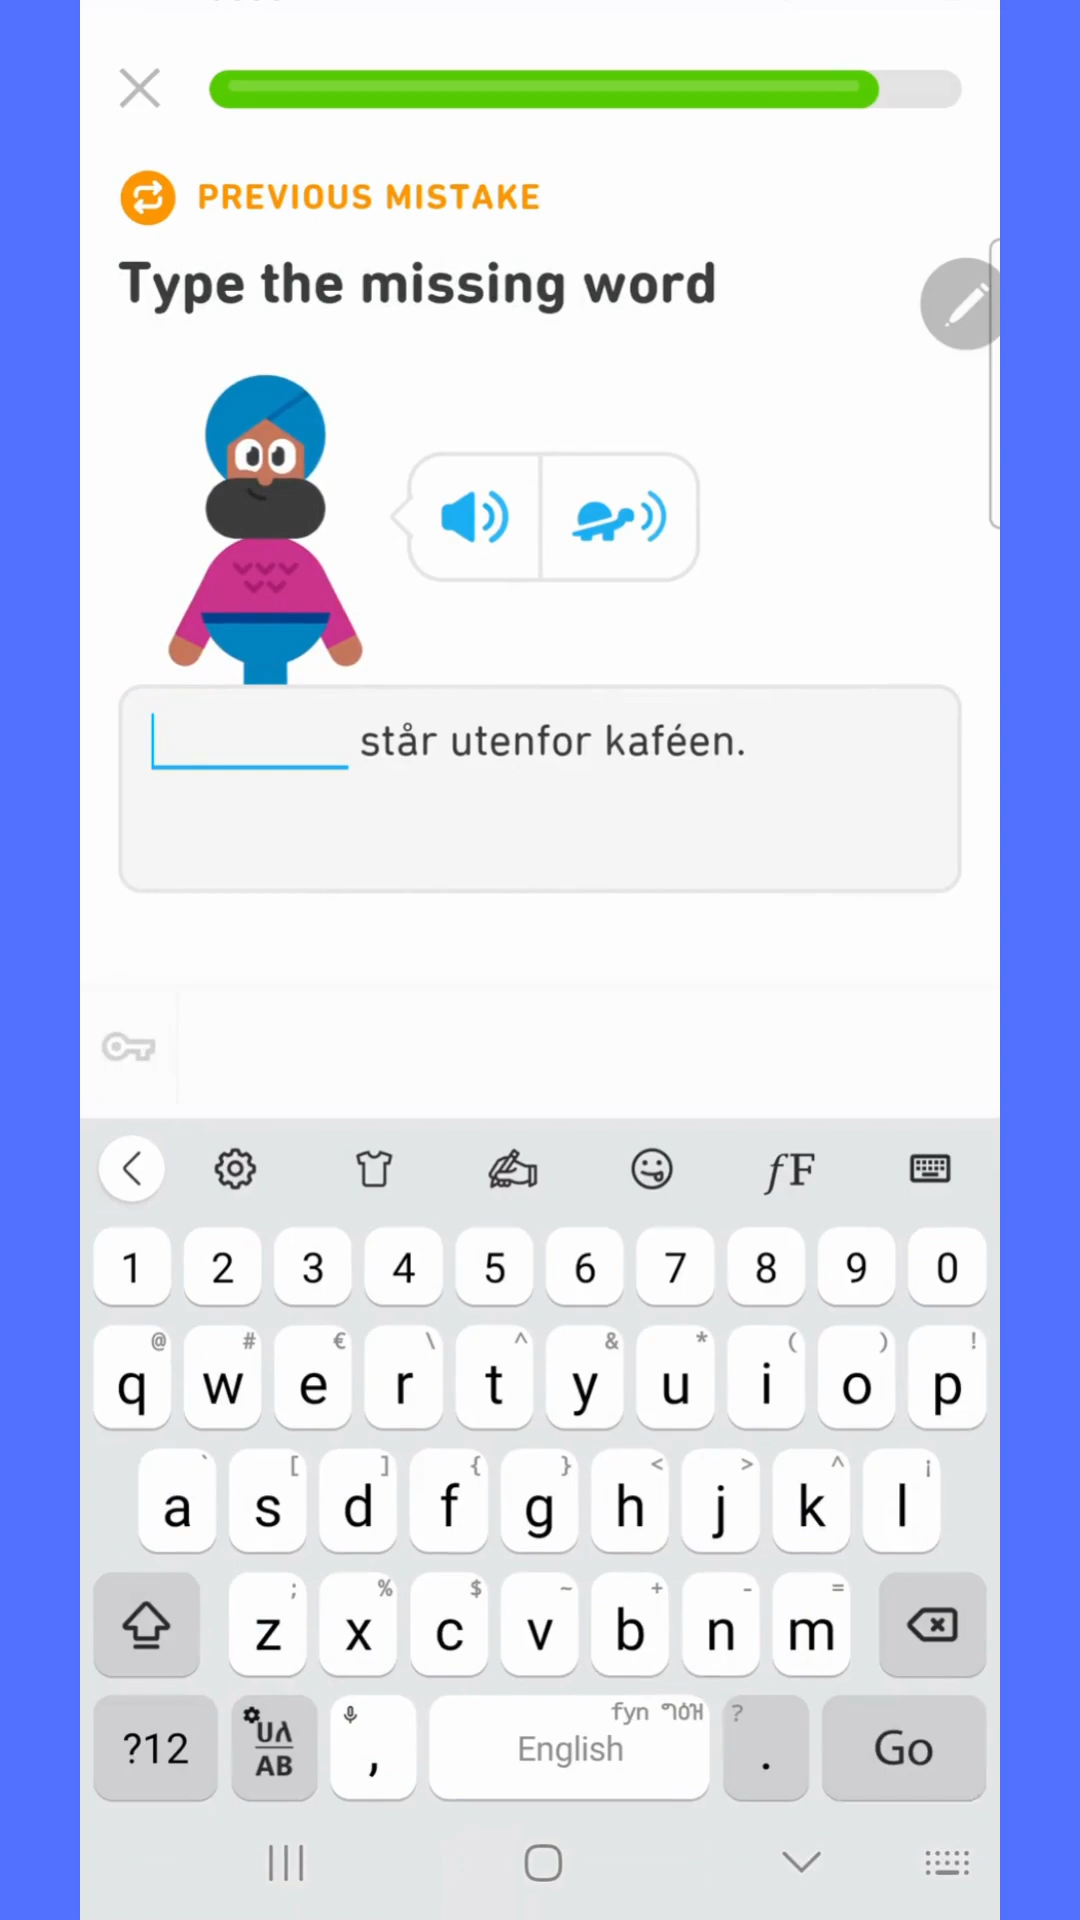 PREVIOUS MISTAKE
Type the missing word
står utenfor kaféen.
fF
1 2 3 4 5 6 7 8 9 0
@ # € \ ^ & * ( ) !
q w e r t y u i o p
` [ ] { } < > ^ ¡
a s d f g h j k l
; % $ ~ + - =
z x c v b n m
?12
AB
,
fyn
English
?
.
Go